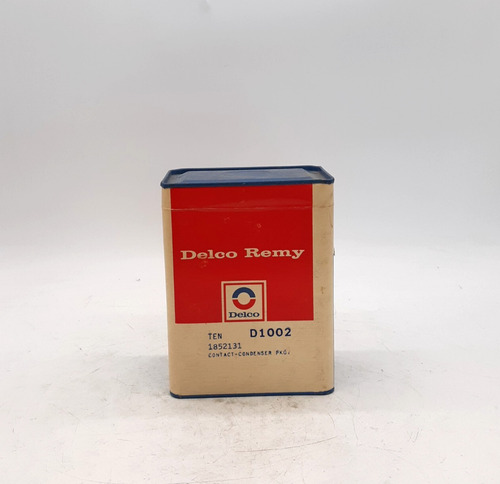 Delco Remy
Delco
TEN D1002
1852131
CONTACT-CONDENSER PKG.